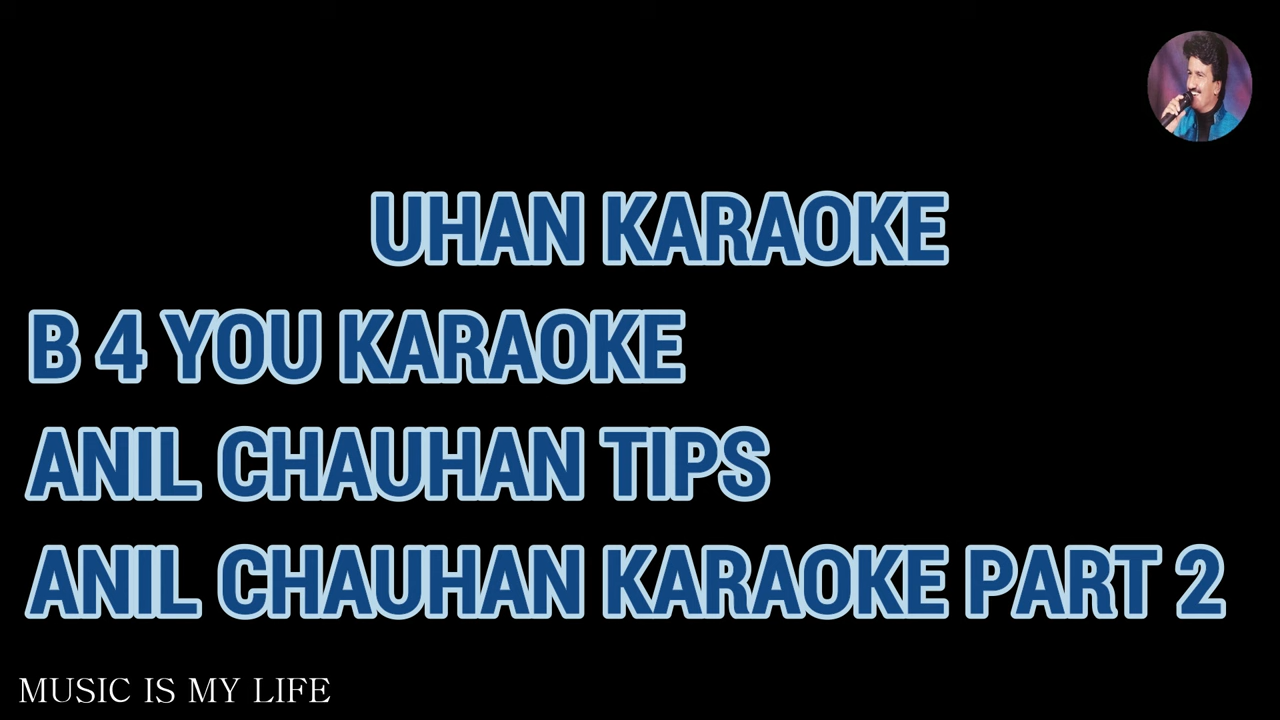 UHAN KARAOKE
B 4 YOU KARAOKE
ANIL CHAUHAN TIPS
ANIL CHAUHAN KARAOKE PART 2
MUSIC IS MY LIFE